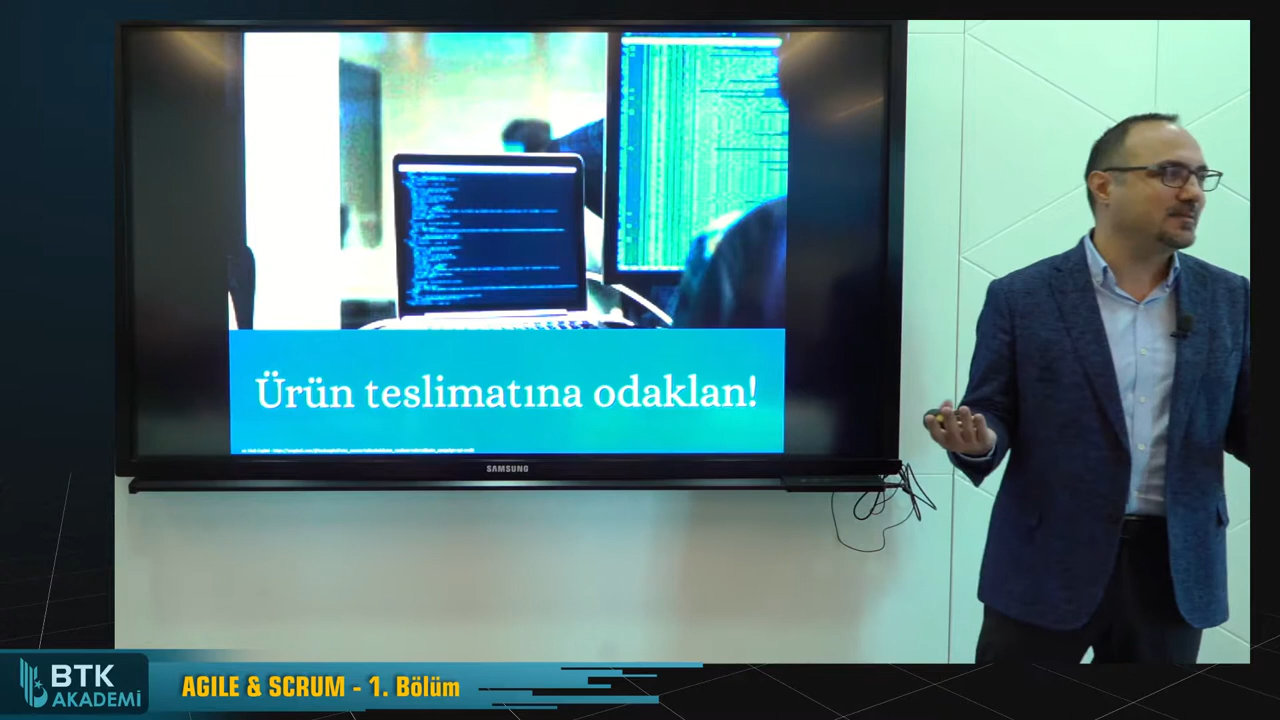 Ürün teslimatına odaklan!
SAMSUNG
BTK
AKADEMİ
AGILE & SCRUM - 1. Bölüm